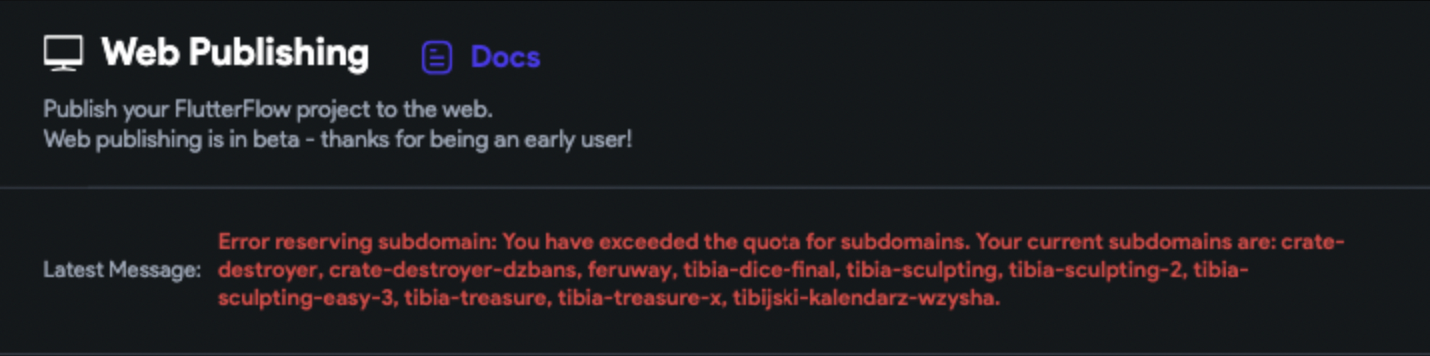 Web Publishing Docs
Publish your FlutterFlow project to the web.
Web publishing is in beta - thanks for being an early user!
Latest Message:
Error reserving subdomain: You have exceeded the quota for subdomains. Your current subdomains are: crate-
destroyer, crate-destroyer-dzbans, feruway, tibia-dice-final, tibia-sculpting, tibia-sculpting-2, tibia-
sculpting-easy-3, tibia-treasure, tibia-treasure-x, tibijski-kalendarz-wzysha.